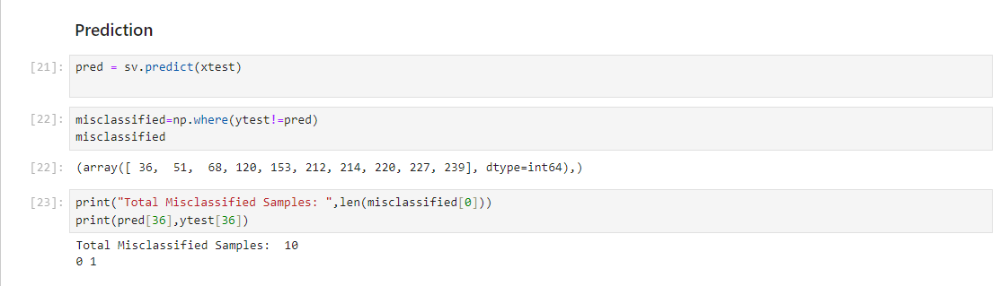 Prediction
[21]: pred = sv.predict(xtest)
[22]: misclassified=np.where(ytest!=pred)
misclassified
[22]: (array([ 36,  51,  68, 120, 153, 212, 214, 220, 227, 239], dtype=int64),)
[23]: print("Total Misclassified Samples: ",len(misclassified[0]))
print(pred[36],ytest[36])
Total Misclassified Samples:  10
0 1